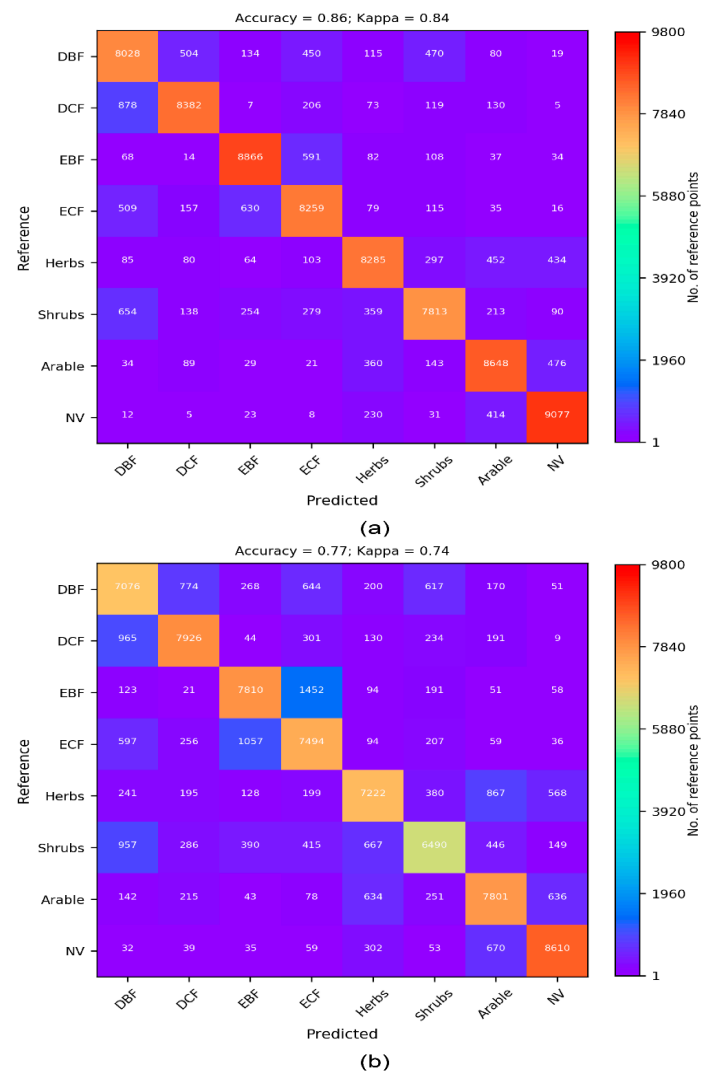 Accuracy = 0.86; Kappa = 0.84
DBF 8028 504 134 450 115 470 80 19
DCF 878 8382 7 206 73 119 130 5
EBF 68 14 8866 591 82 108 37 34
ECF 509 157 630 8259 79 115 35 16
Herbs 85 80 64 103 8285 297 452 434
Shrubs 654 138 254 279 359 7813 213 90
Arable 34 89 29 21 360 143 8648 476
NV 12 5 23 8 230 31 414 9077
DBF DCF EBF ECF Herbs Shrubs Arable NV
Predicted
Reference
9800
7840
5880
3920
1960
1
No. of reference points
(a)
Accuracy = 0.77; Kappa = 0.74
DBF 7076 774 268 644 200 617 170 51
DCF 965 7926 44 301 130 234 191 9
EBF 123 21 7810 1452 94 191 51 58
ECF 597 256 1057 7494 94 207 59 36
Herbs 241 195 128 199 7222 380 867 568
Shrubs 957 286 390 415 667 6490 446 149
Arable 142 215 43 78 634 251 7801 636
NV 32 39 35 59 302 53 670 8610
DBF DCF EBF ECF Herbs Shrubs Arable NV
Predicted
Reference
9800
7840
5880
3920
1960
1
No. of reference points
(b)